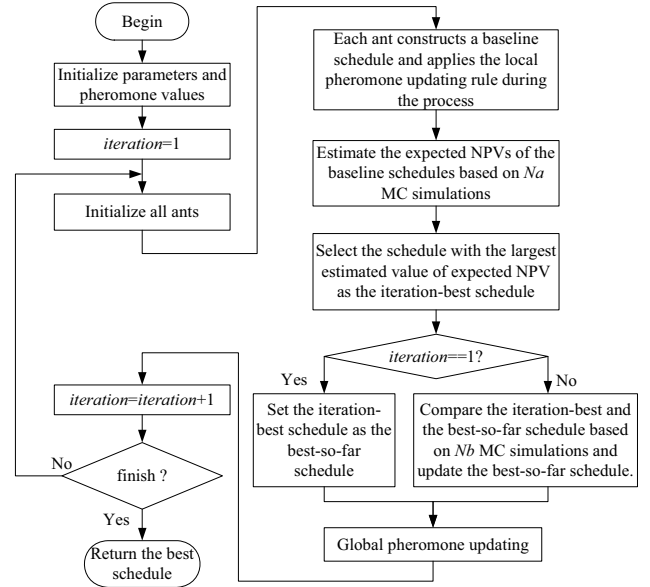 Begin
Initialize parameters and
pheromone values
iteration=1
Initialize all ants
Each ant constructs a baseline
schedule and applies the local
pheromone updating rule during
the process
Estimate the expected NPVs of the
baseline schedules based on Na
MC simulations
Select the schedule with the largest
estimated value of expected NPV
as the iteration-best schedule
iteration==1?
Yes
No
Set the iteration-
best schedule as the
best-so-far
schedule
Compare the iteration-best and
the best-so-far schedule based
on Nb MC simulations and
update the best-so-far schedule.
Global pheromone updating
iteration=iteration+1
finish ?
No
Yes
Return the best
schedule